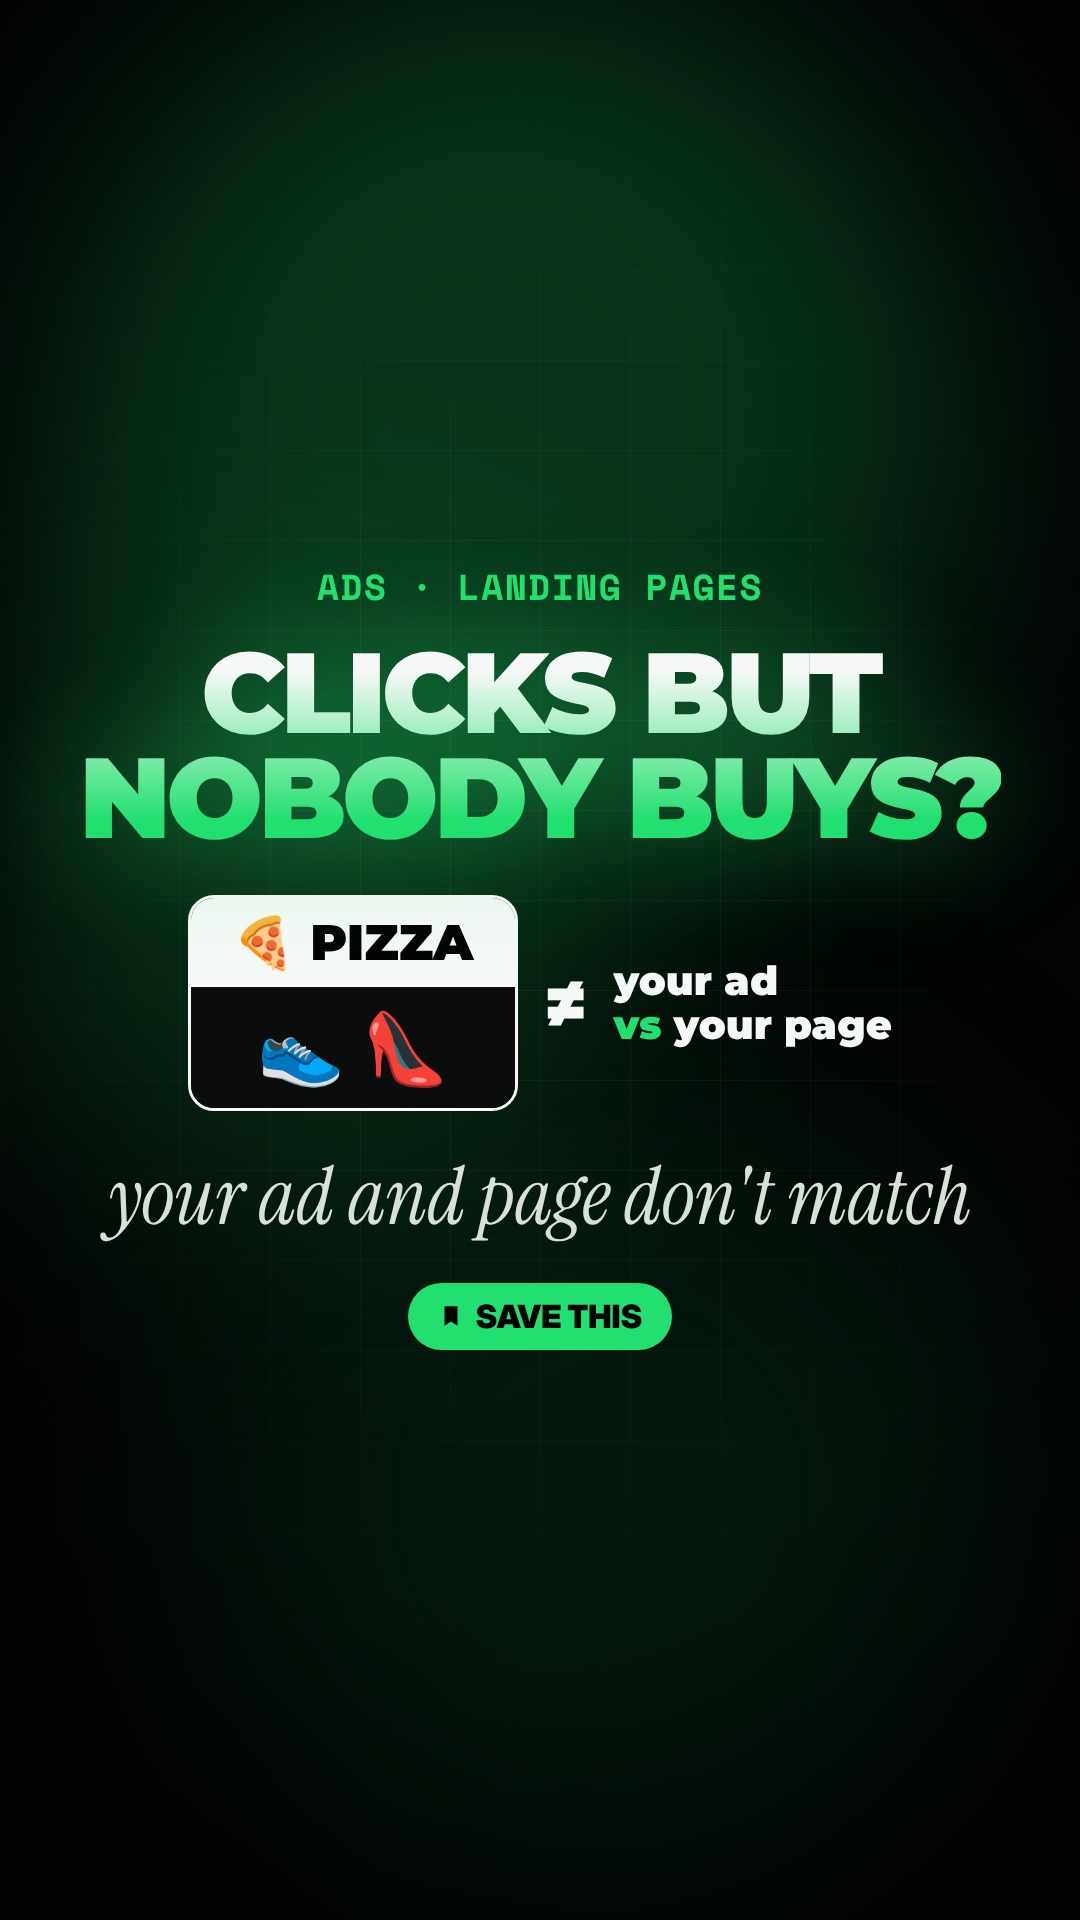 ADS · LANDING PAGES
CLICKS BUT
NOBODY BUYS?
🍕 PIZZA
≠
your ad
vs your page
your ad and page don't match
SAVE THIS